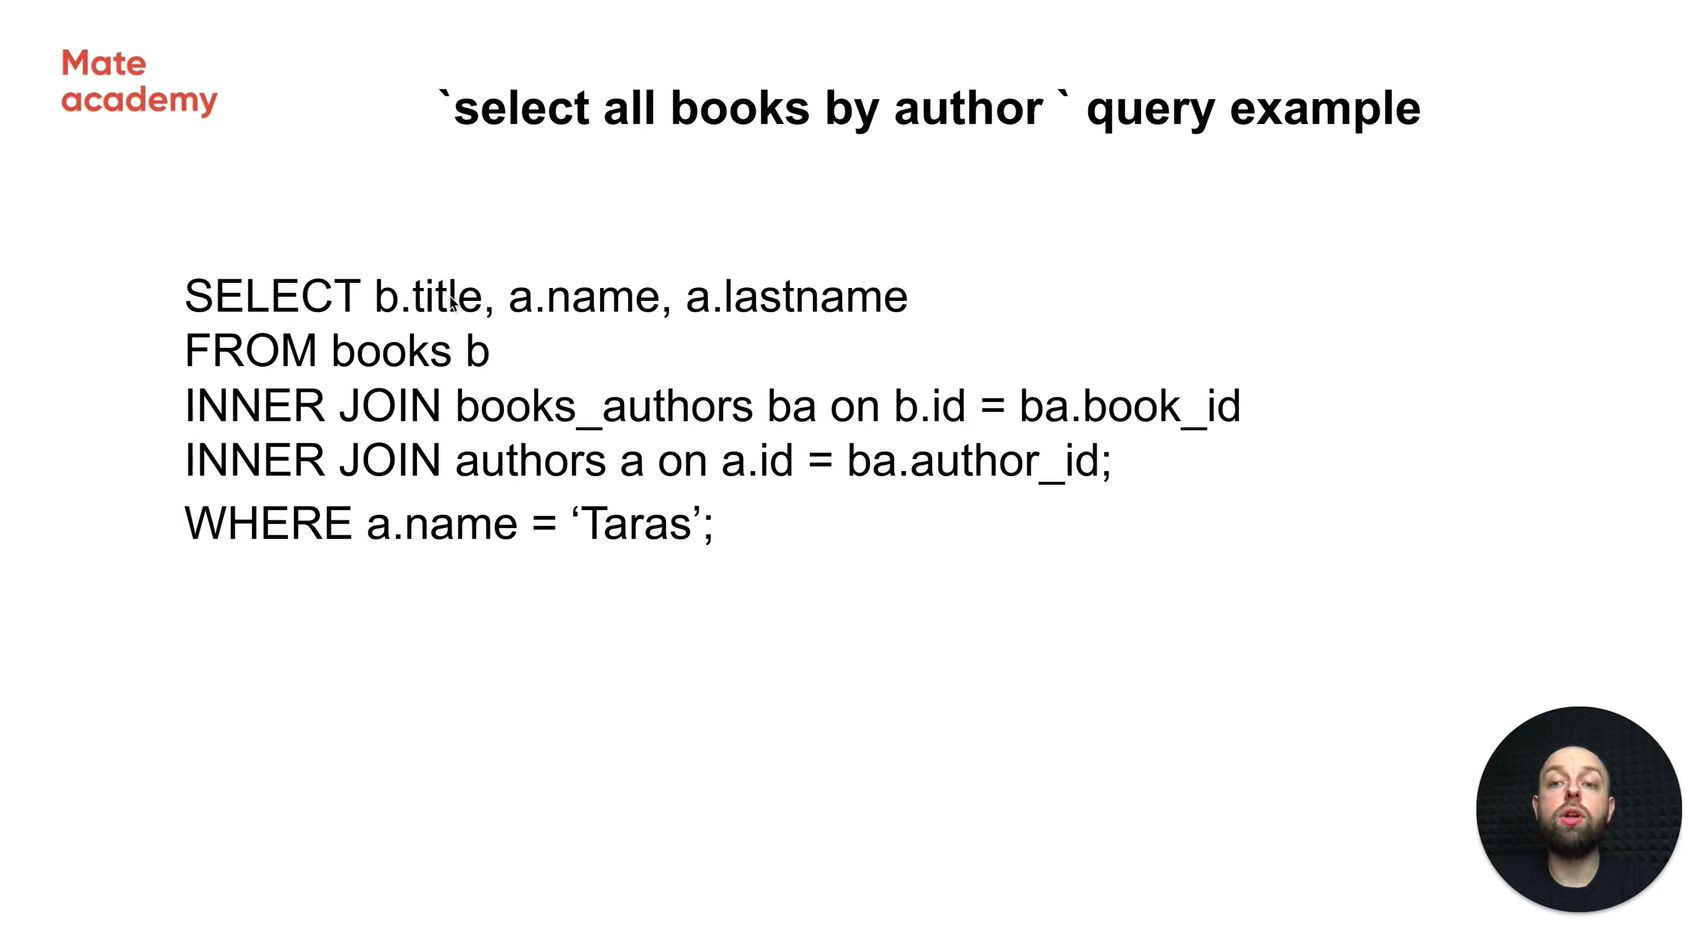 Mate
academy
`select all books by author ` query example
SELECT b.title, a.name, a.lastname
FROM books b
INNER JOIN books_authors ba on b.id = ba.book_id
INNER JOIN authors a on a.id = ba.author_id;
WHERE a.name = ‘Taras’;